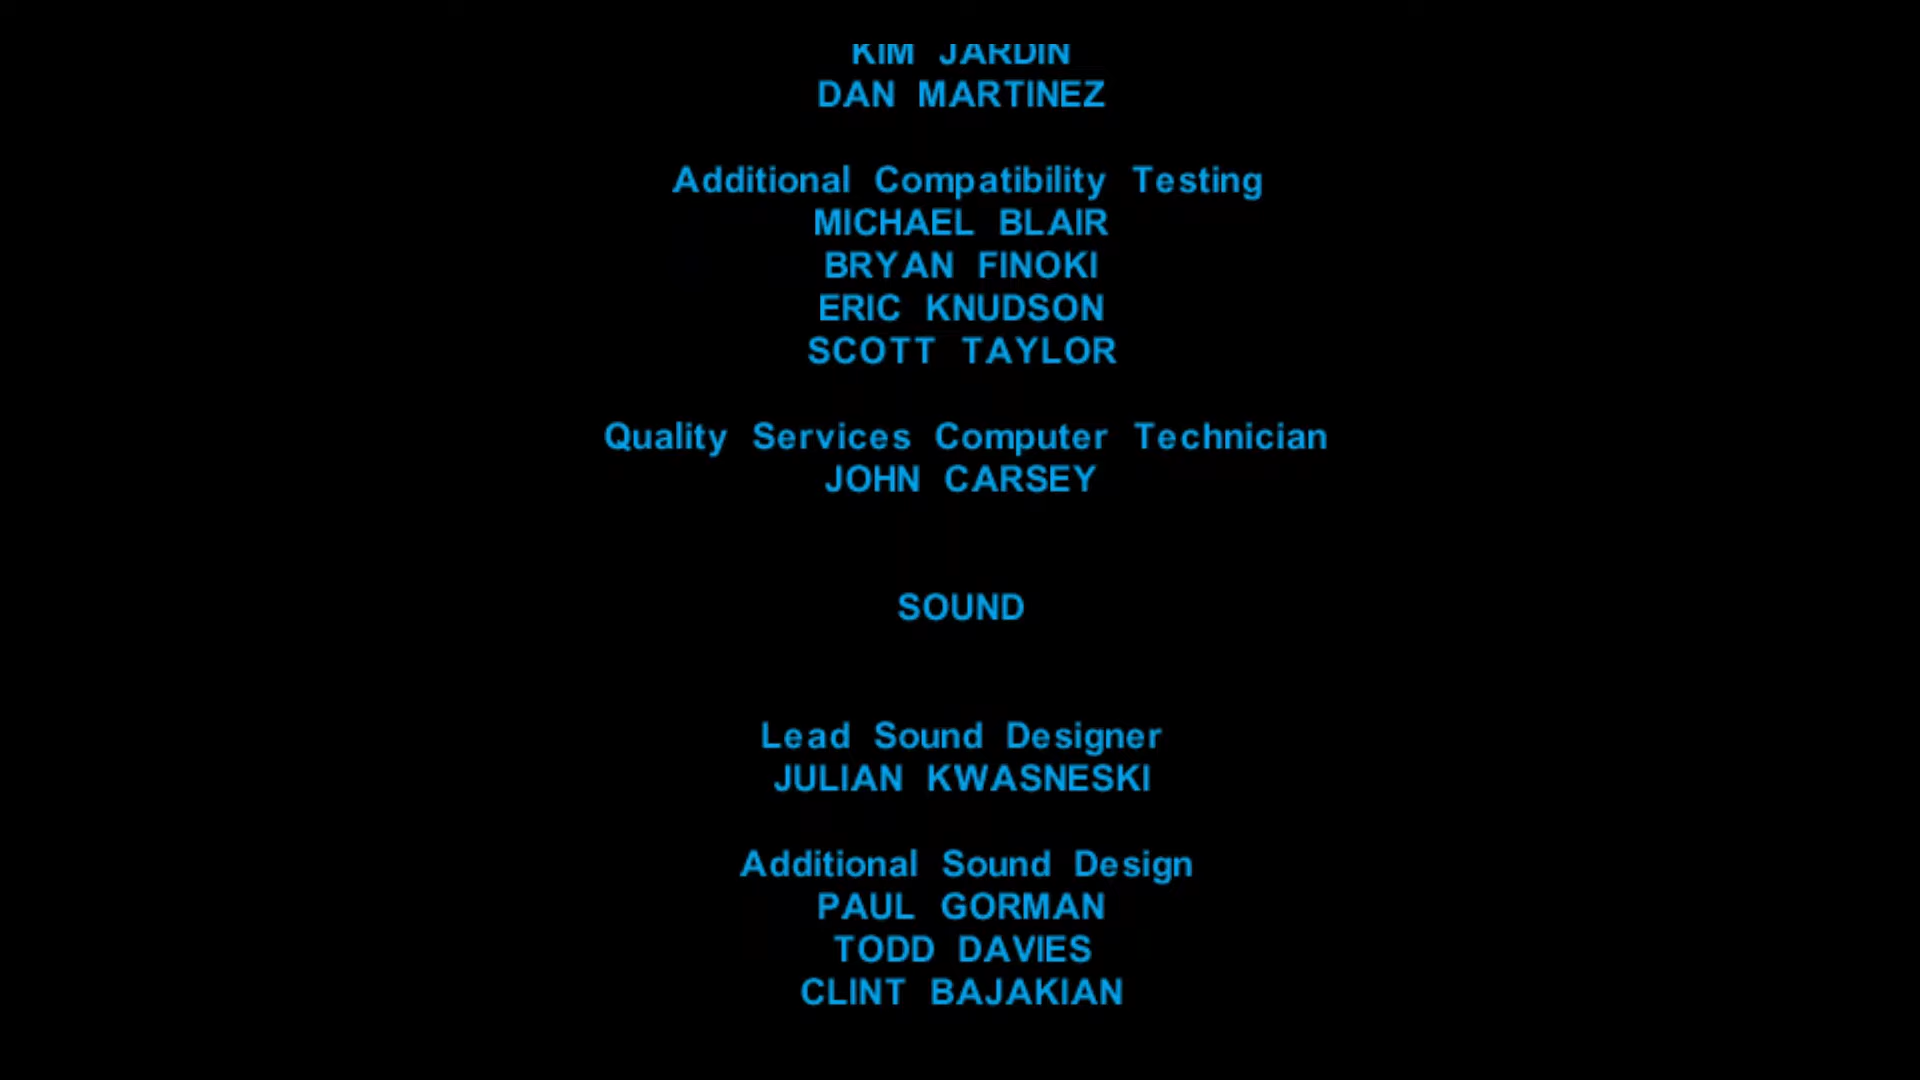 KIM JARDIN
DAN MARTINEZ
Additional Compatibility Testing
MICHAEL BLAIR
BRYAN FINOKI
ERIC KNUDSON
SCOTT TAYLOR
Quality Services Computer Technician
JOHN CARSEY
SOUND
Lead Sound Designer
JULIAN KWASNESKI
Additional Sound Design
PAUL GORMAN
TODD DAVIES
CLINT BAJAKIAN